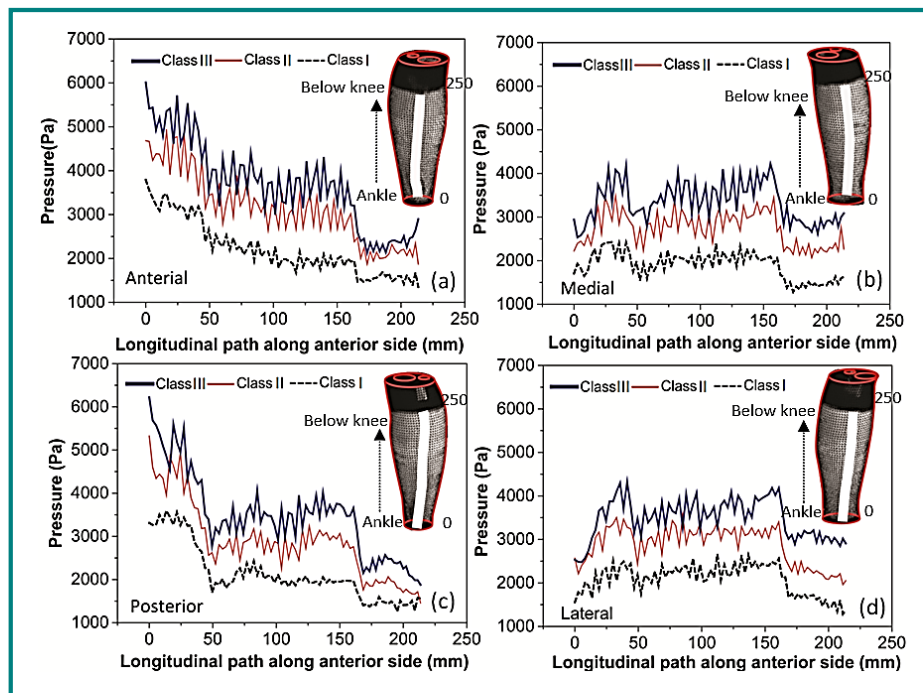 7000
6000
5000
4000
3000
2000
1000
Pressure(Pa)
Class III Class II Class I
Below knee
250
Ankle
0
Anterial
(a)
0 50 100 150 200 250
Longitudinal path along anterior side (mm)
7000
6000
5000
4000
3000
2000
1000
Pressure (Pa)
Class III Class II Class I
Below knee
250
Ankle
0
Medial
(b)
0 50 100 150 200 250
Longitudinal path along anterior side (mm)
7000
6000
5000
4000
3000
2000
1000
Pressure (Pa)
Class III Class II Class I
Below knee
250
Ankle
0
Posterior
(c)
0 50 100 150 200 250
Longitudinal path along anterior side (mm)
7000
6000
5000
4000
3000
2000
1000
Pressure (Pa)
Class III Class II Class I
Below knee
250
Ankle
0
Lateral
(d)
0 50 100 150 200 250
Longitudinal path along anterior side (mm)